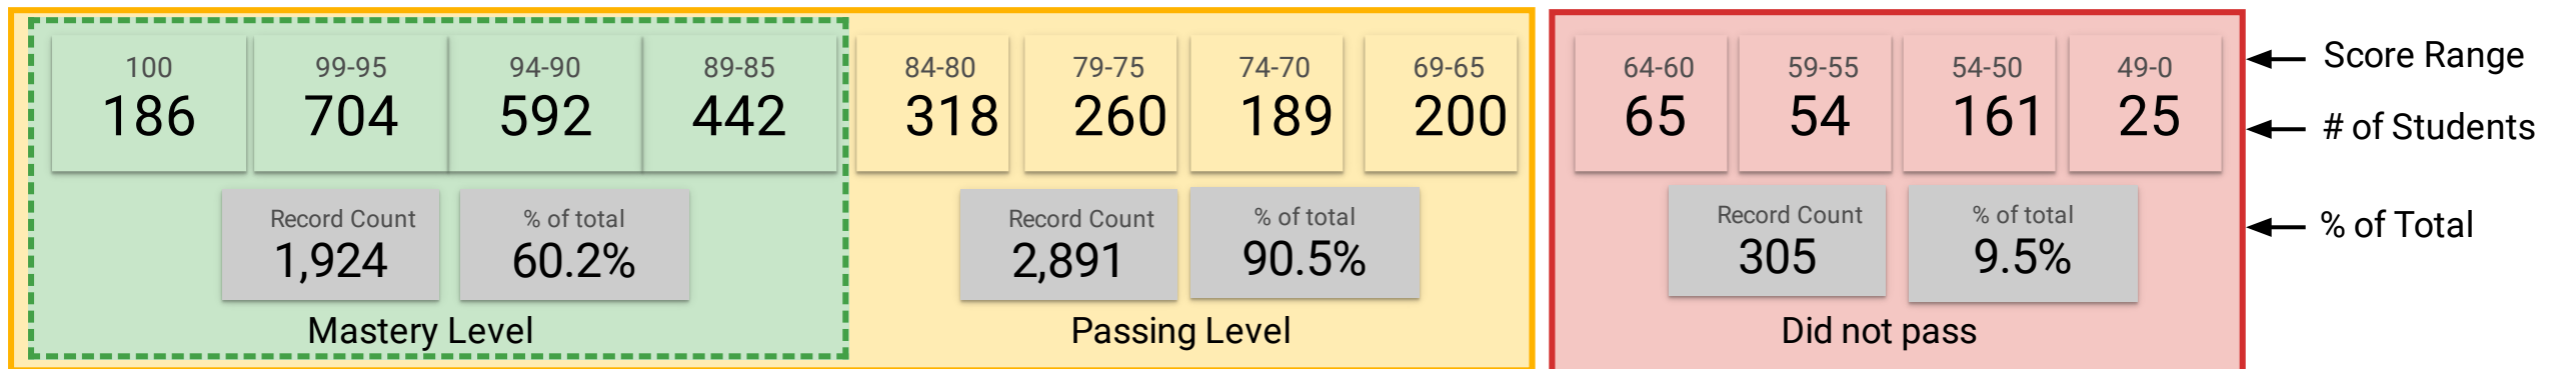 100 99-95 94-90 89-85 84-80 79-75 74-70 69-65 64-60 59-55 54-50 49-0 Score Range
186 704 592 442 318 260 189 200 65 54 161 25 # of Students
Record Count % of total Record Count % of total Record Count % of total % of Total
1,924 60.2% 2,891 90.5% 305 9.5%
Mastery Level Passing Level Did not pass